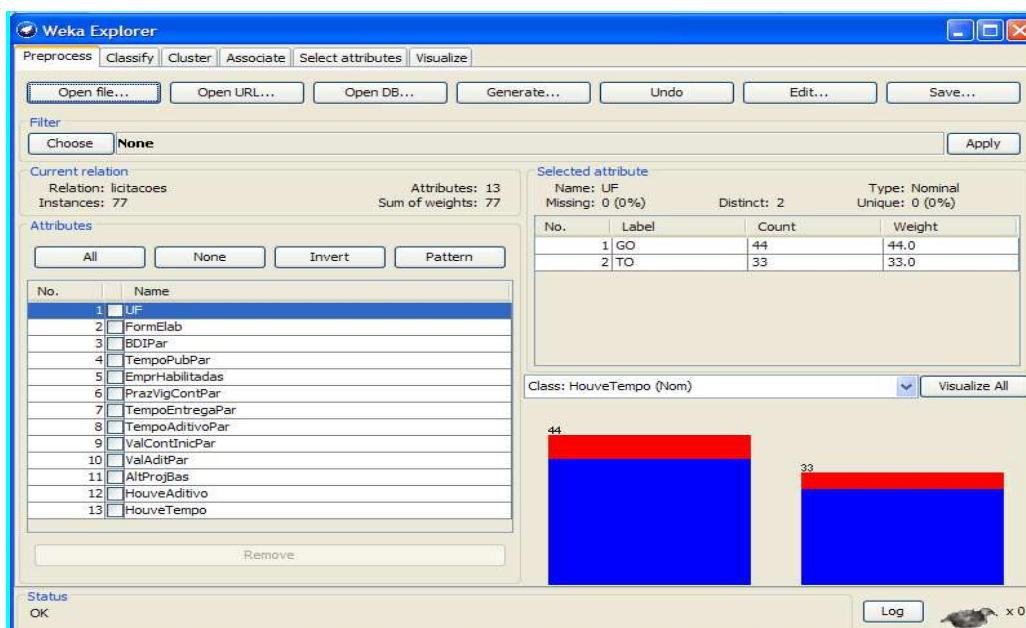 Weka Explorer
Preprocess Classify Cluster Associate Select attributes Visualize
Open file... Open URL... Open DB... Generate... Undo Edit... Save...
Filter
Choose None Apply
Current relation
Relation: licitacoes Attributes: 13
Instances: 77 Sum of weights: 77
Attributes
All None Invert Pattern
No. Name
1 UF
2 FormElab
3 BDIPar
4 TempoPubPar
5 EmprHabilitadas
6 PrazVigContPar
7 TempoEntregaPar
8 TempoAditivoPar
9 ValContInicPar
10 ValAditPar
11 AltProjBas
12 HouveAditivo
13 HouveTempo
Remove
Selected attribute
Name: UF Type: Nominal
Missing: 0 (0%) Distinct: 2 Unique: 0 (0%)
No. Label Count Weight
1 GO 44 44.0
2 TO 33 33.0
Class: HouveTempo (Nom) Visualize All
44
33
Status
OK Log x 0